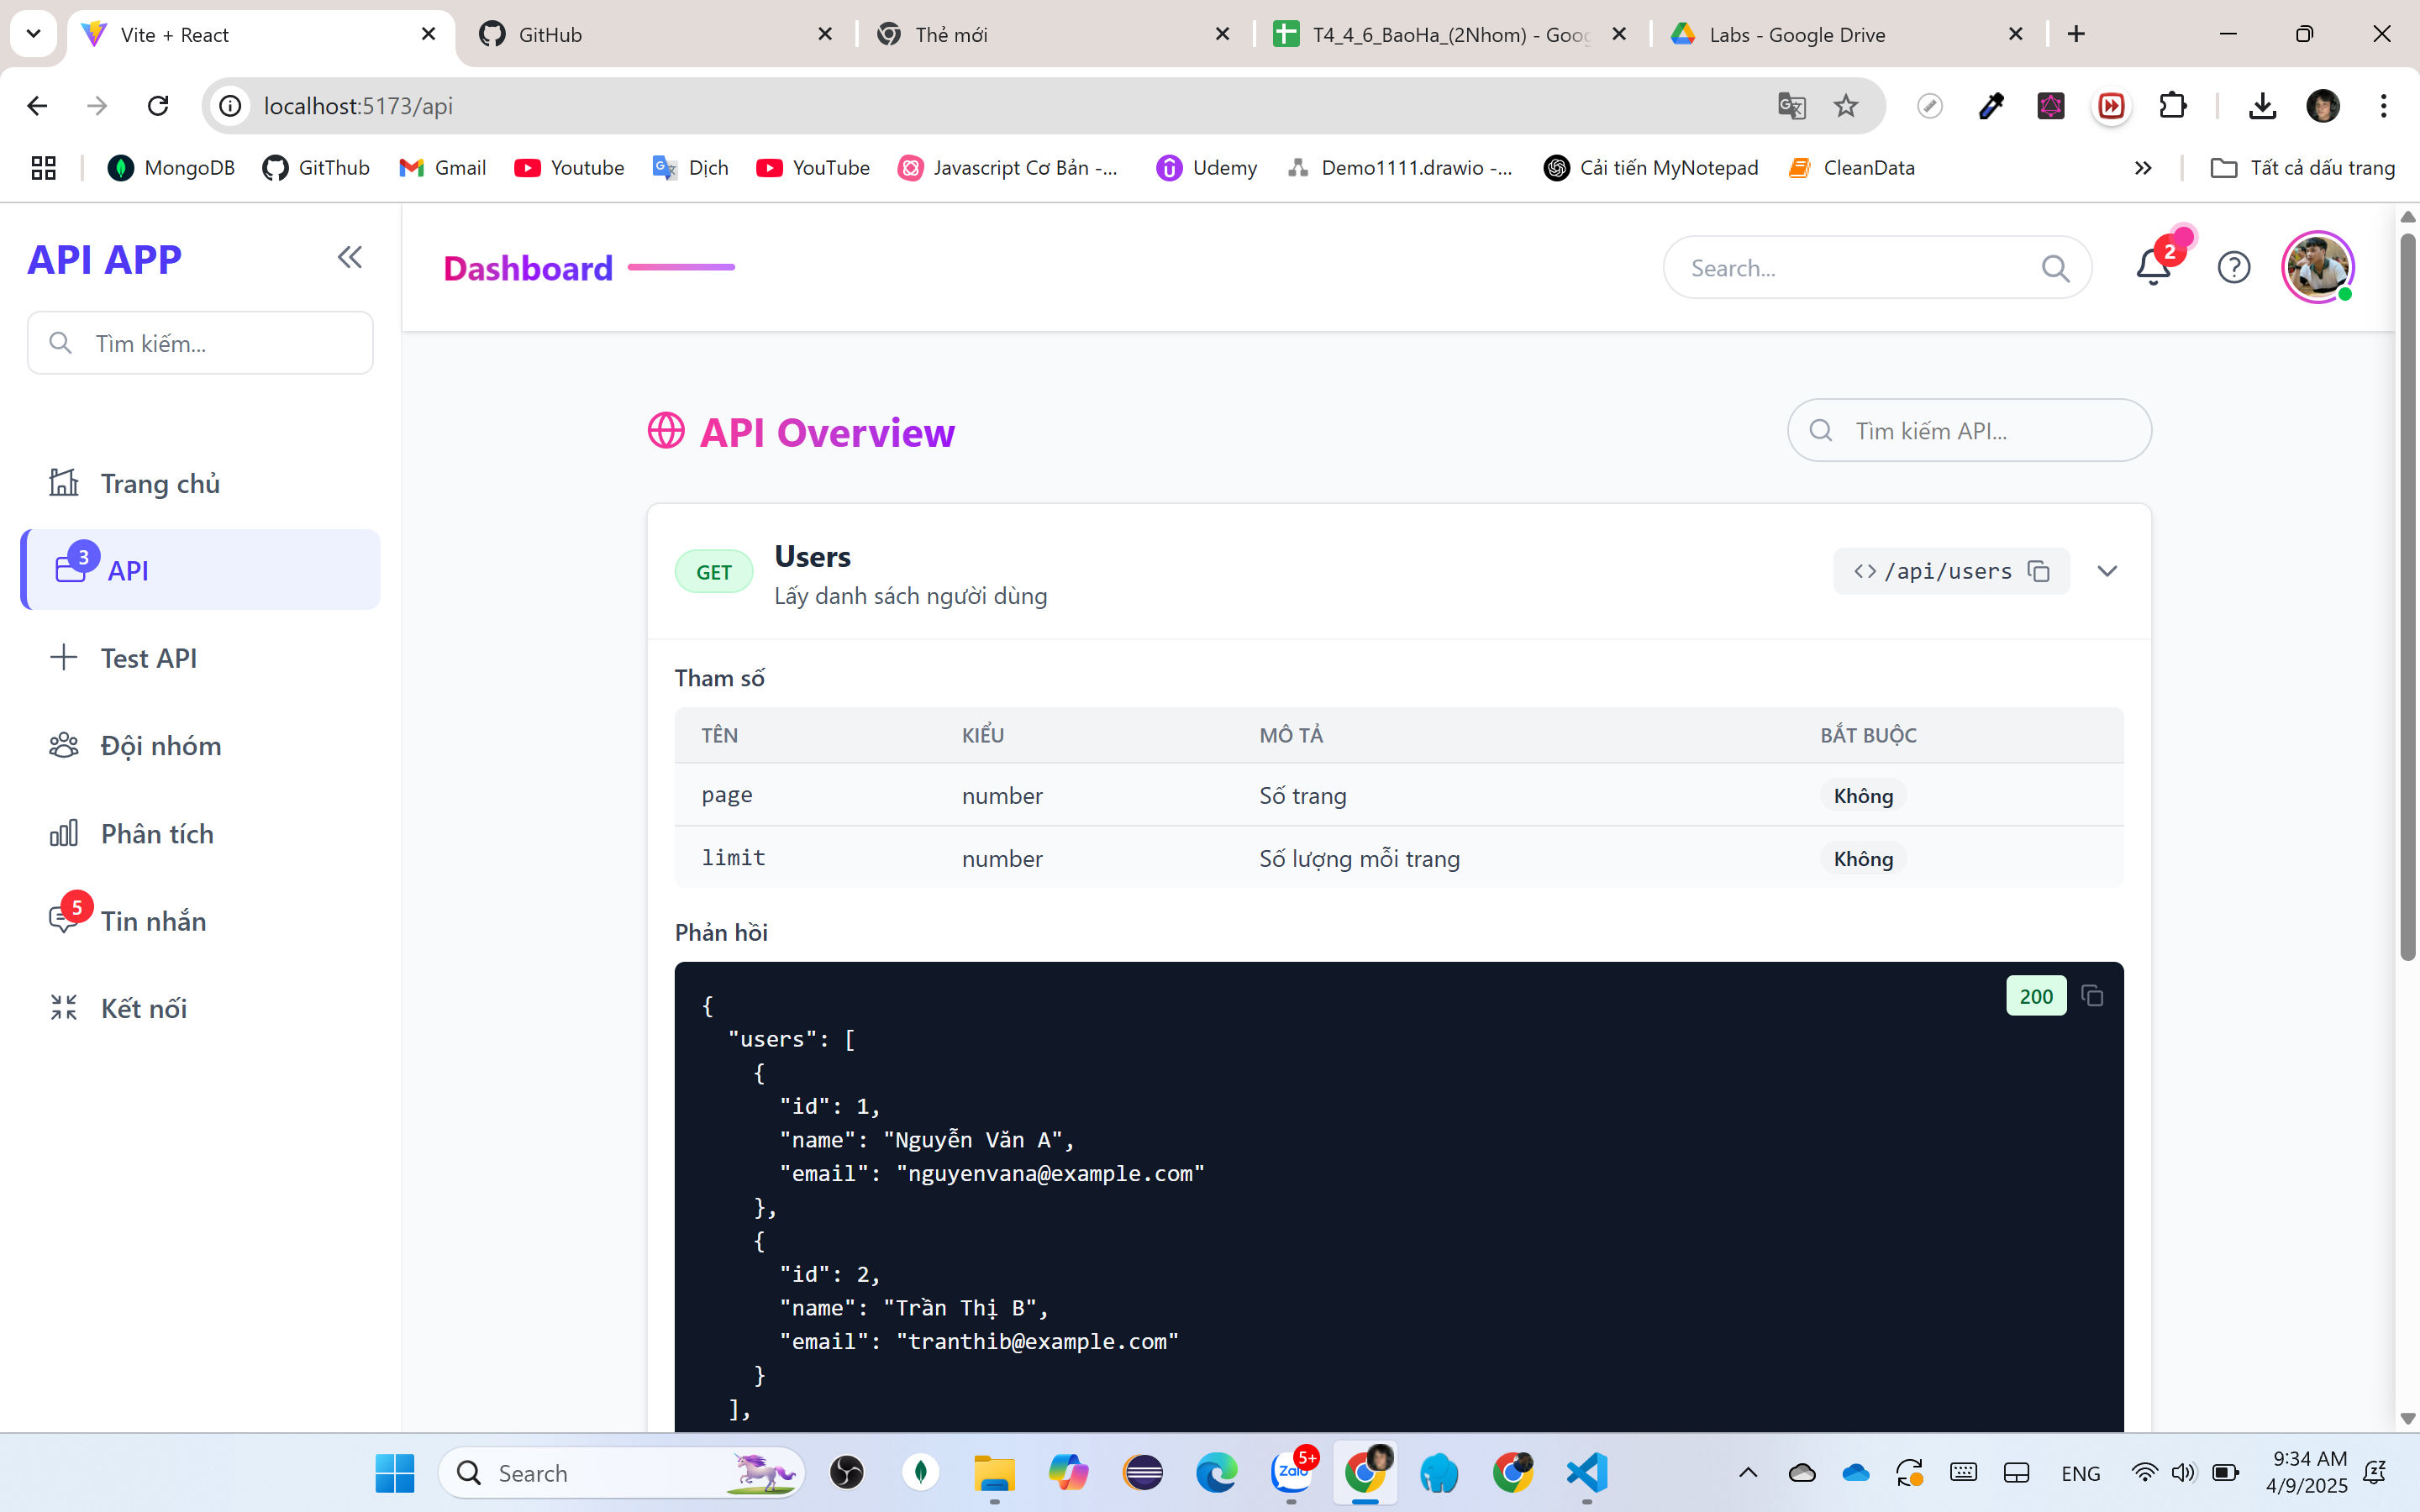 Vite + React
GitHub
Thẻ mới
T4_4_6_BaoHa_(2Nhom) - Goog
Labs - Google Drive
localhost:5173/api
MongoDB
GitThub
Gmail
Youtube
Dịch
YouTube
Javascript Cơ Bản -...
Udemy
Demo1111.drawio -...
Cải tiến MyNotepad
CleanData
Tất cả dấu trang
API APP
Tìm kiếm...
Trang chủ
3
API
Test API
Đội nhóm
Phân tích
5
Tin nhắn
Kết nối
Dashboard
Search...
2
API Overview
Tìm kiếm API...
GET
Users
Lấy danh sách người dùng
<> /api/users
Tham số
TÊN KIỂU MÔ TẢ BẮT BUỘC
page number Số trang Không
limit number Số lượng mỗi trang Không
Phản hồi
200
{
"users": [
{
"id": 1,
"name": "Nguyễn Văn A",
"email": "nguyenvana@example.com"
},
{
"id": 2,
"name": "Trần Thị B",
"email": "tranthib@example.com"
}
],
Search
Zalo
5+
ENG
9:34 AM
4/9/2025